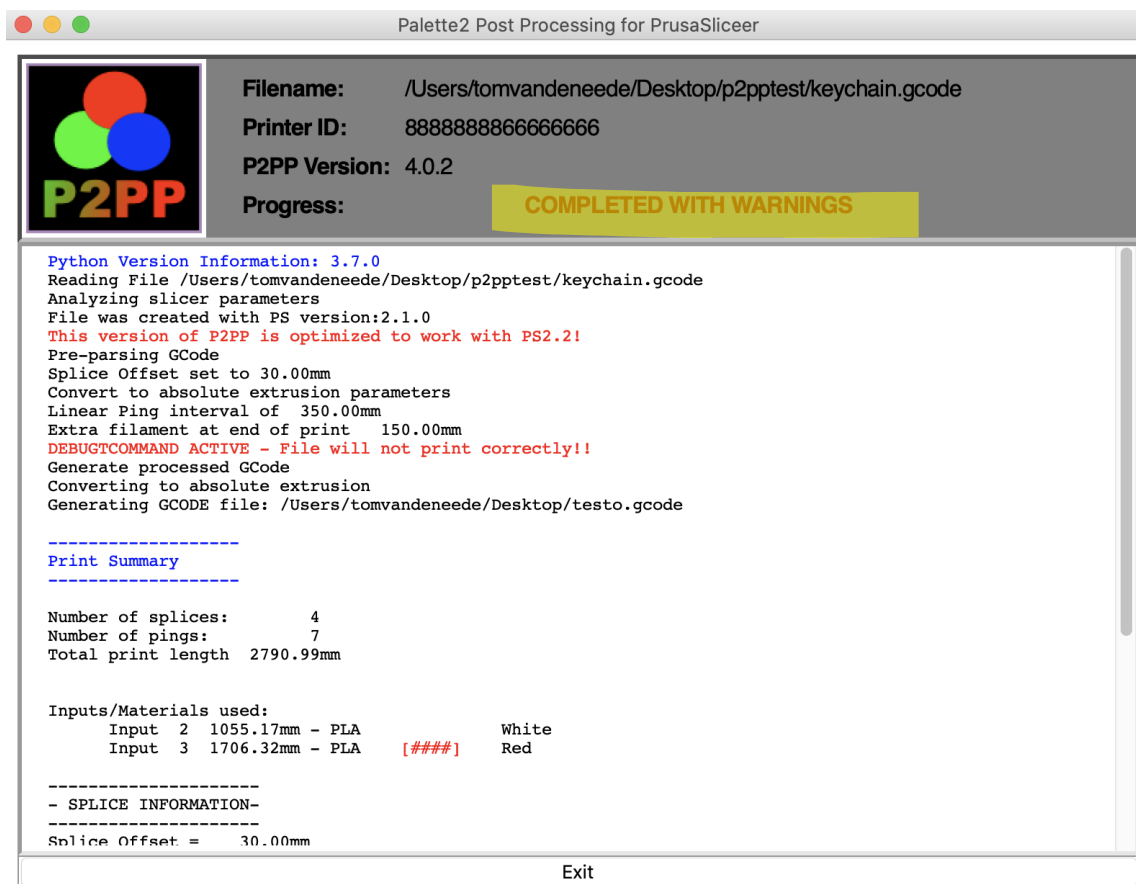 Palette2 Post Processing for PrusaSliceer
P2PP
Filename: /Users/tomvandeneede/Desktop/p2pptest/keychain.gcode
Printer ID: 8888888866666666
P2PP Version: 4.0.2
Progress: COMPLETED WITH WARNINGS
Python Version Information: 3.7.0
Reading File /Users/tomvandeneede/Desktop/p2pptest/keychain.gcode
Analyzing slicer parameters
File was created with PS version:2.1.0
This version of P2PP is optimized to work with PS2.2!
Pre-parsing GCode
Splice Offset set to 30.00mm
Convert to absolute extrusion parameters
Linear Ping interval of  350.00mm
Extra filament at end of print   150.00mm
DEBUGTCOMMAND ACTIVE - File will not print correctly!!
Generate processed GCode
Converting to absolute extrusion
Generating GCODE file: /Users/tomvandeneede/Desktop/testo.gcode
-------------------
Print Summary
-------------------
Number of splices:        4
Number of pings:          7
Total print length  2790.99mm
Inputs/Materials used:
Input  2  1055.17mm - PLA              White
Input  3  1706.32mm - PLA    [####]    Red
---------------------
- SPLICE INFORMATION-
---------------------
Splice Offset =    30.00mm
Exit